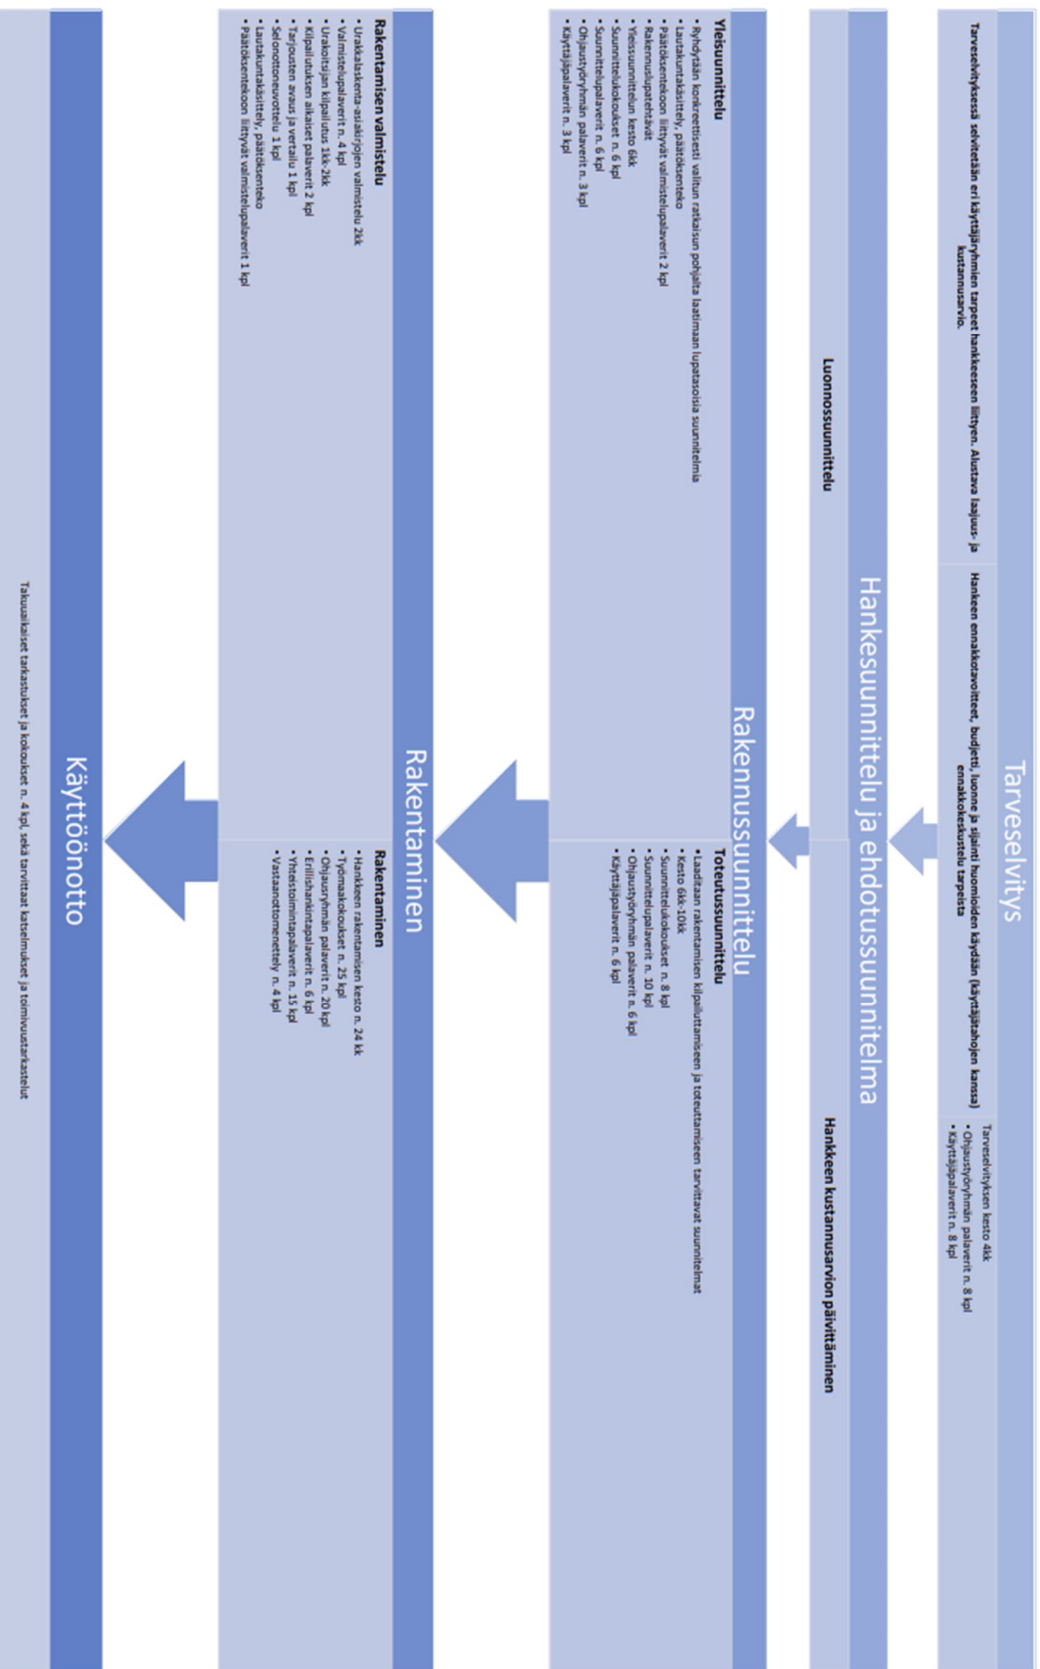 Tarveselvitys
Tarveselvityksessä selvitetään eri käyttäjäryhmien tarpeet hankkeeseen liittyen. Alustava laajuus- ja
kustannusarvio.
Hankeen ennakkotavoitteet, budjetti, luonne ja sijainti huomioiden käydään (käyttäjätahojen kanssa)
ennakkokeskustelu tarpeista
Tarveselvityksen kesto 4kk
• Ohjaustyöryhmän palaverit n. 8 kpl
• Käyttäjäpalaverit n. 8 kpl
Hankesuunnittelu ja ehdotussuunnitelma
Luonnossuunnittelu
Hankkeen kustannusarvion päivittäminen
Rakennussuunnittelu
Yleisuunnittelu
• Ryhdytään konkreettisesti valitun ratkaisun pohjalta laatimaan lupatasoisia suunnitelmia
• Lautakuntakäsittely, päätöksenteko
• Päätöksentekoon liittyvät valmistelupalaverit 2 kpl
• Rakennuslupatehtävät
• Yleissuunnittelun kesto 6kk
• Suunnittelukokoukset n. 6 kpl
• Suunnittelupalaverit n. 6 kpl
• Ohjaustyöryhmän palaverit n. 3 kpl
• Käyttäjäpalaverit n. 3 kpl
Toteutussuunnittelu
• Laaditaan rakentamisen kilpailuttamiseen ja toteuttamiseen tarvittavat suunnitelmat
• Kesto 6kk-10kk
• Suunnittelukokoukset n. 8 kpl
• Suunnittelupalaverit n. 10 kpl
• Ohjaustyöryhmän palaverit n. 6 kpl
• Käyttäjäpalaverit n. 6 kpl
Rakentaminen
Rakentamisen valmistelu
• Urakkalaskenta-asiakirjojen valmistelu 2kk
• Valmistelupalaverit n. 4 kpl
• Urakoitsijan kilpailutus 1kk-2kk
• Kilpailutuksen aikaiset palaverit 2 kpl
• Tarjousten avaus ja vertailu 1 kpl
• Selonottoneuvottelu 1 kpl
• Lautakuntakäsittely, päätöksenteko
• Päätöksentekoon liittyvät valmistelupalaverit 1 kpl
Rakentaminen
• Hankkeen rakentamisen kesto n. 24 kk
• Työmaakokoukset n. 25 kpl
• Ohjausryhmän palaverit n. 20 kpl
• Erillishankintapalaverit n. 6 kpl
• Yhteistoimintapalaverit n. 15 kpl
• Vastaanottomenettely n. 4 kpl
Käyttöönotto
Takuuaikaiset tarkastukset ja kokoukset n. 4 kpl, sekä tarvittaat katselmukset ja toimivuustarkastelut